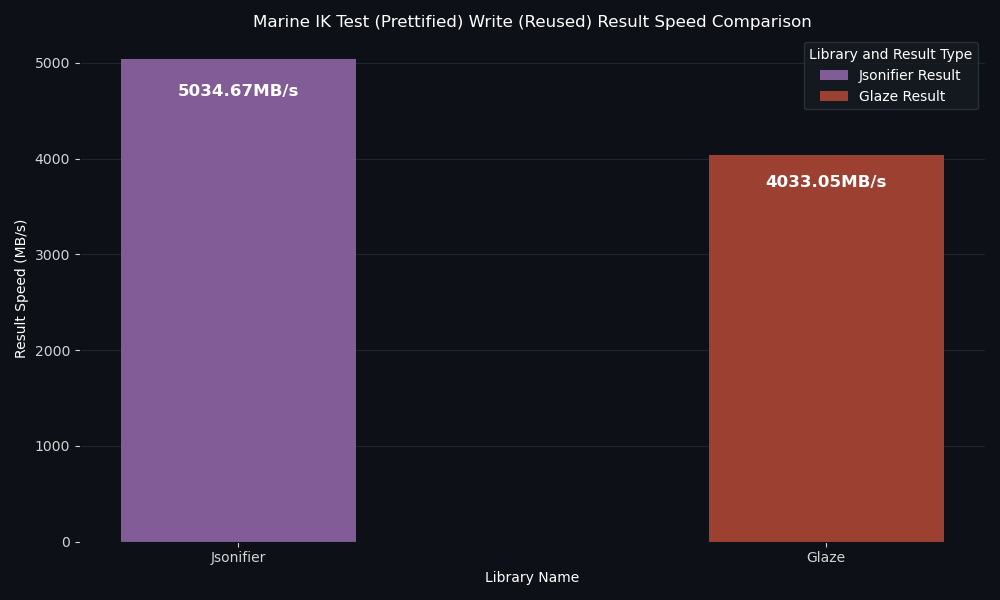 Marine IK Test (Prettified) Write (Reused) Result Speed Comparison
Library and Result Type
Jsonifier Result
Glaze Result
5034.67MB/s
4033.05MB/s
Result Speed (MB/s)
5000
4000
3000
2000
1000
0
Jsonifier
Glaze
Library Name